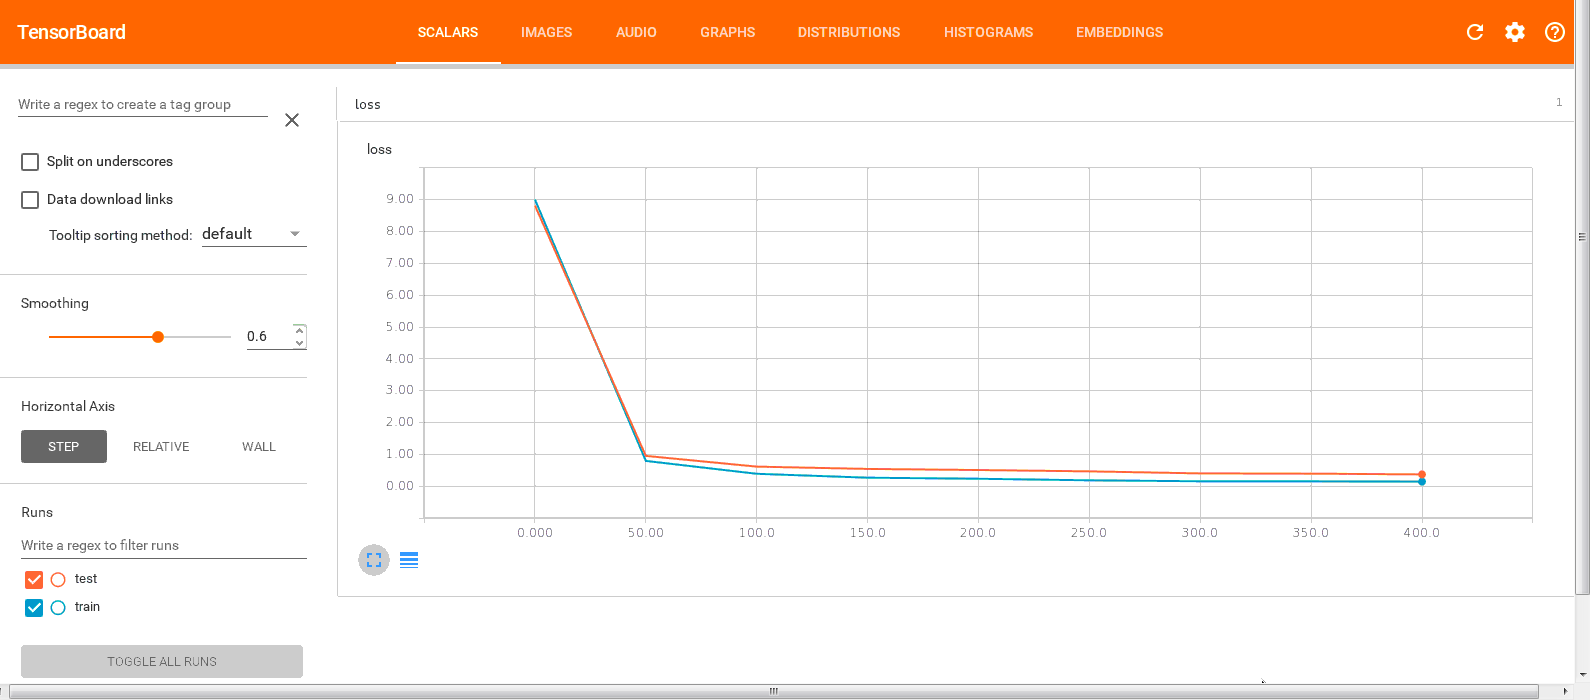 TensorBoard
SCALARS IMAGES AUDIO GRAPHS DISTRIBUTIONS HISTOGRAMS EMBEDDINGS
Write a regex to create a tag group
Split on underscores
Data download links
Tooltip sorting method: default
Smoothing
0.6
Horizontal Axis
STEP RELATIVE WALL
Runs
Write a regex to filter runs
test
train
TOGGLE ALL RUNS
loss 1
loss
9.00
8.00
7.00
6.00
5.00
4.00
3.00
2.00
1.00
0.00
0.000 50.00 100.0 150.0 200.0 250.0 300.0 350.0 400.0